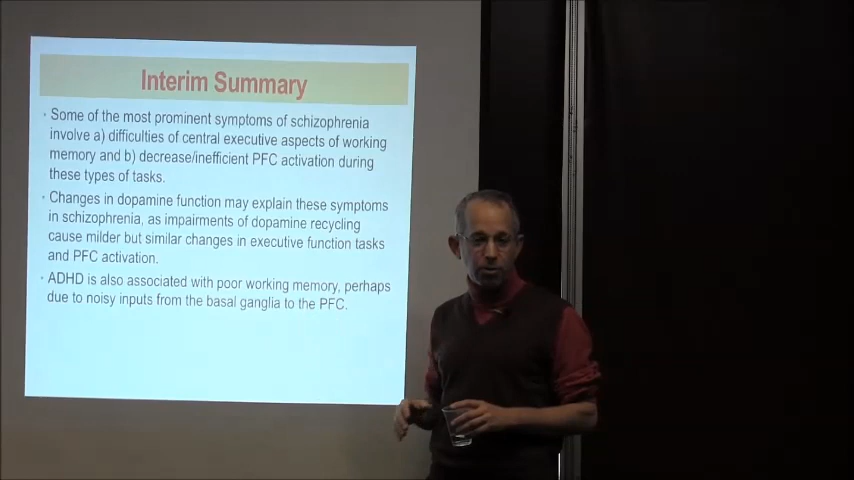 Interim Summary
• Some of the most prominent symptoms of schizophrenia
involve a) difficulties of central executive aspects of working
memory and b) decrease/inefficient PFC activation during
these types of tasks.
• Changes in dopamine function may explain these symptoms
in schizophrenia, as impairments of dopamine recycling
cause milder but similar changes in executive function tasks
and PFC activation.
• ADHD is also associated with poor working memory, perhaps
due to noisy inputs from the basal ganglia to the PFC.